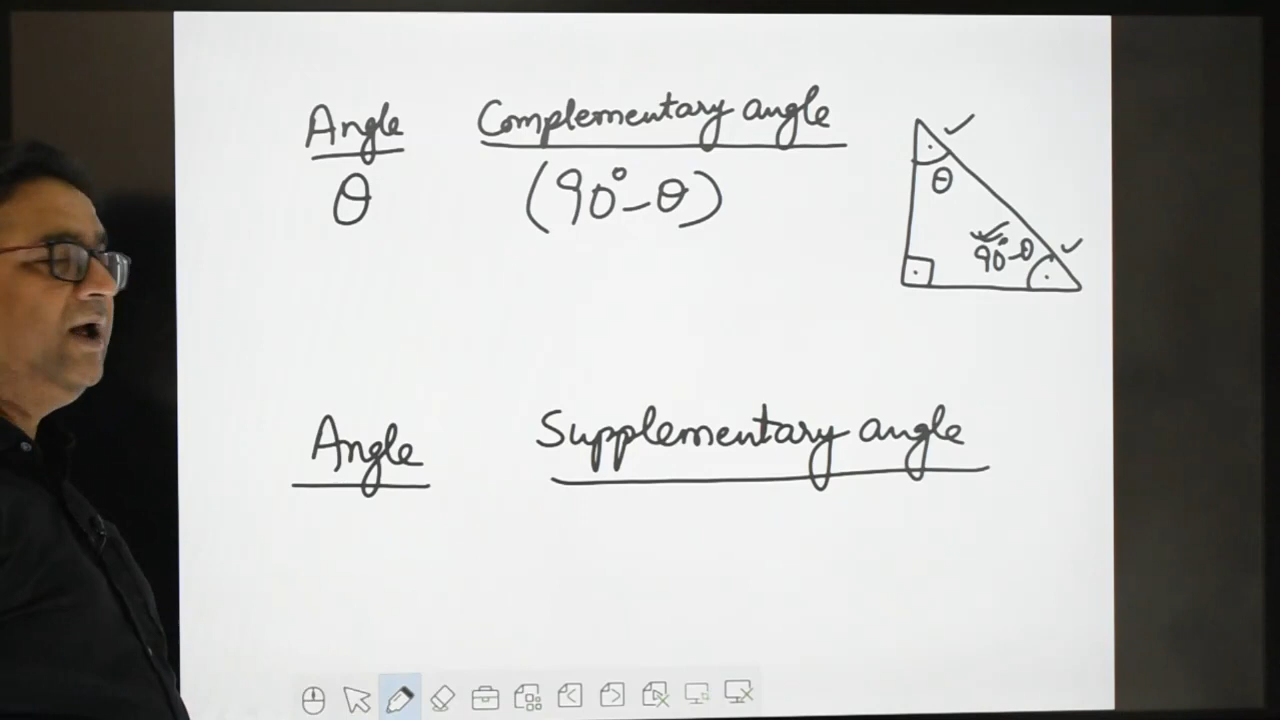 Angle Complementary angle
θ (90°-θ)
θ
90°-θ
Angle Supplementary angle